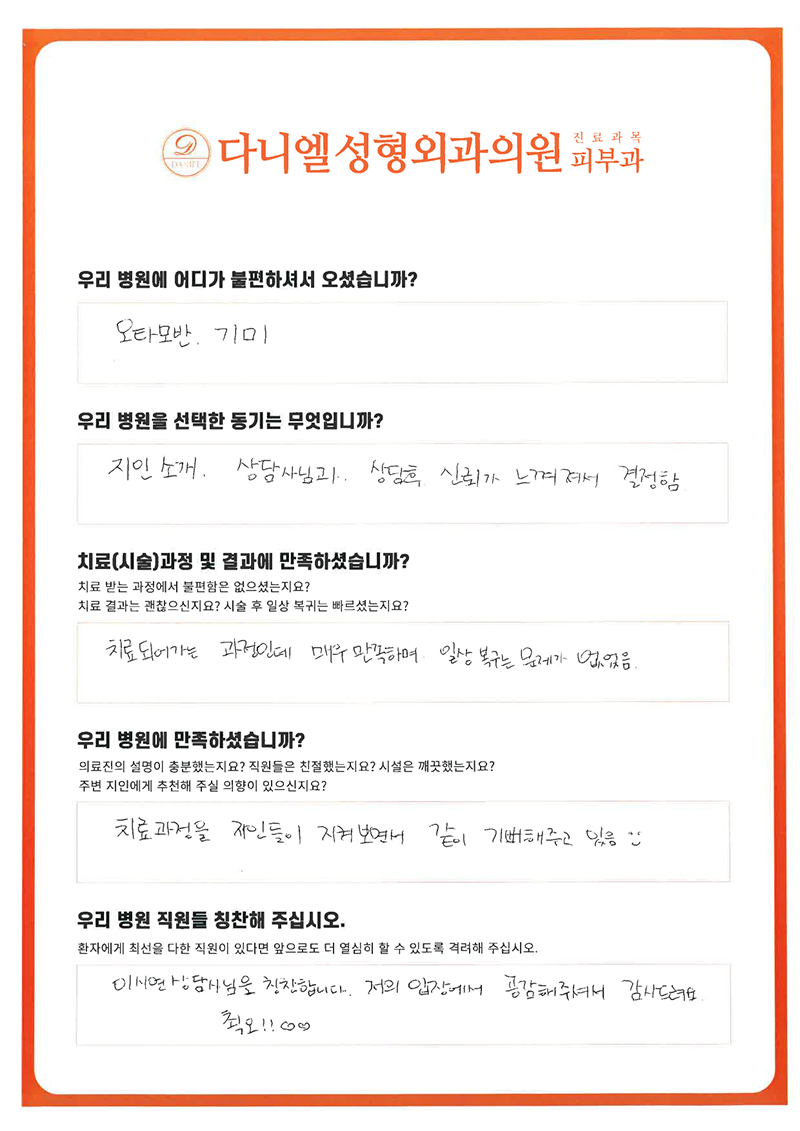 D
DANIEL
다니엘성형외과의원 진료과목 피부과
우리 병원에 어디가 불편하셔서 오셨습니까?
오타모반. 기미
우리 병원을 선택한 동기는 무엇입니까?
지인소개. 상담사님과.. 상담후 신뢰가 느껴져서 결정함.
치료(시술)과정 및 결과에 만족하셨습니까?
치료 받는 과정에서 불편함은 없으셨는지요?
치료 결과는 괜찮으신지요? 시술 후 일상 복귀는 빠르셨는지요?
치료되어가는 과정인데 매우만족하며 일상복구는 문제가 없었음.
우리 병원에 만족하셨습니까?
의료진의 설명이 충분했는지요? 직원들은 친절했는지요? 시설은 깨끗했는지요?
주변 지인에게 추천해 주실 의향이 있으신지요?
치료과정을 지인들이 지켜보면서 같이 기뻐해주고 있음
우리 병원 직원들 칭찬해 주십시오.
환자에게 최선을 다한 직원이 있다면 앞으로도 더 열심히 할 수 있도록 격려해 주십시오.
이시연상담사님을 칭찬합니다. 저의 입장에서 공감해주셔서 감사드려요.
최고!!♡♡